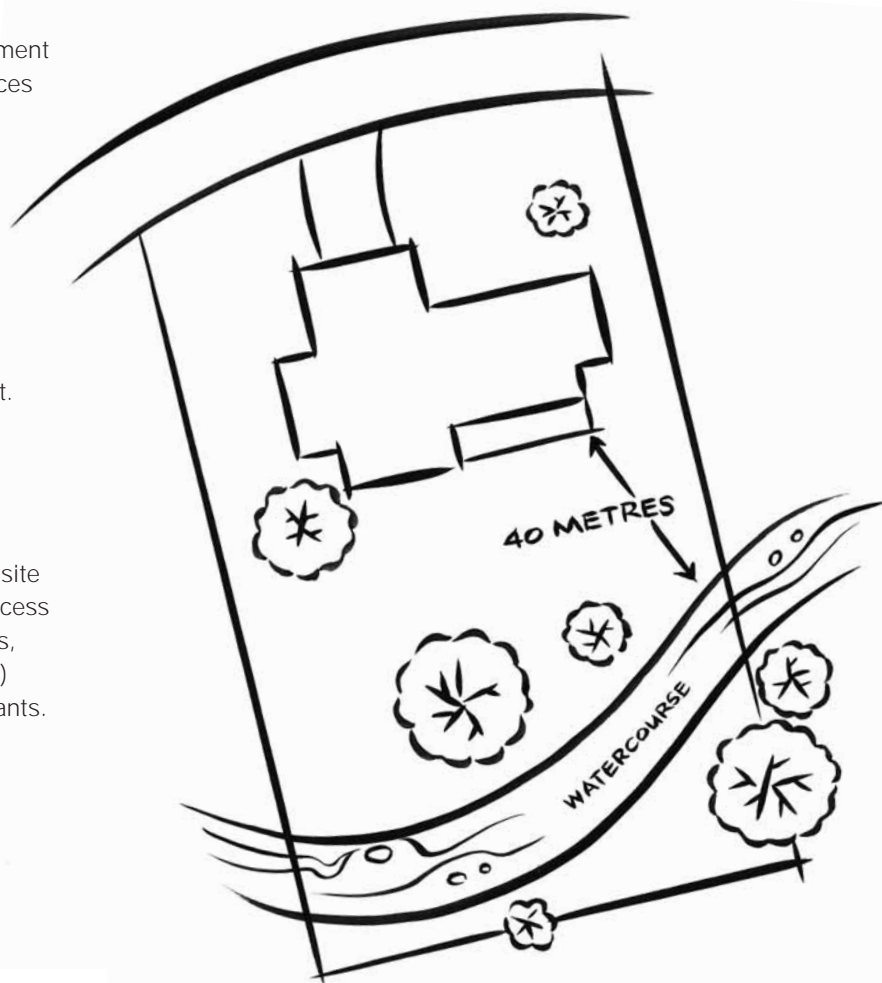 ment
ces
t.
site
cess
s,
)
ants.
40 METRES
WATERCOURSE